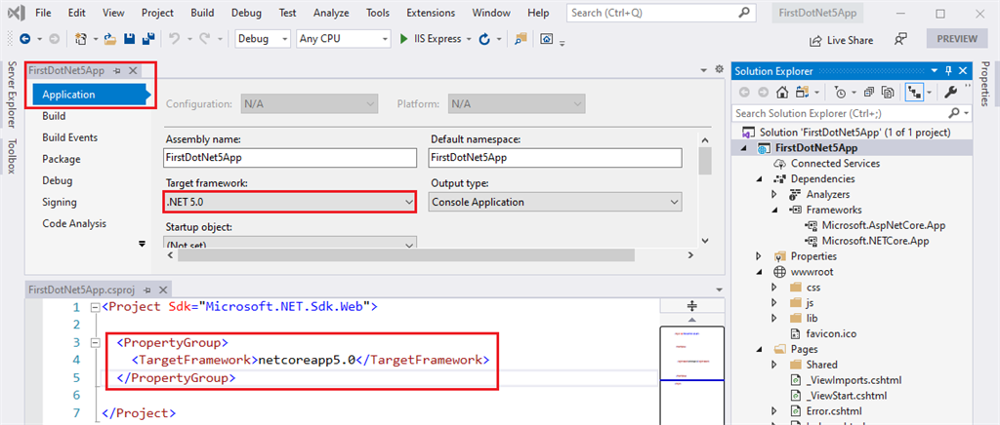 File Edit View Project Build Debug Test Analyze Tools Extensions Window Help Search (Ctrl+Q) FirstDotNet5App
Debug Any CPU IIS Express Live Share PREVIEW
Server Explorer
Toolbox
FirstDotNet5App
Application
Build
Build Events
Package
Debug
Signing
Code Analysis
Configuration: N/A Platform: N/A
Assembly name: Default namespace:
FirstDotNet5App FirstDotNet5App
Target framework: Output type:
.NET 5.0 Console Application
Startup object:
(Not set)
FirstDotNet5App.csproj
1 <Project Sdk="Microsoft.NET.Sdk.Web">
2
3 <PropertyGroup>
4 <TargetFramework>netcoreapp5.0</TargetFramework>
5 </PropertyGroup>
6
7 </Project>
Solution Explorer
Search Solution Explorer (Ctrl+;)
Solution 'FirstDotNet5App' (1 of 1 project)
FirstDotNet5App
Connected Services
Dependencies
Analyzers
Frameworks
Microsoft.AspNetCore.App
Microsoft.NETCore.App
Properties
wwwroot
css
js
lib
favicon.ico
Pages
Shared
_ViewImports.cshtml
_ViewStart.cshtml
Error.cshtml
Properties